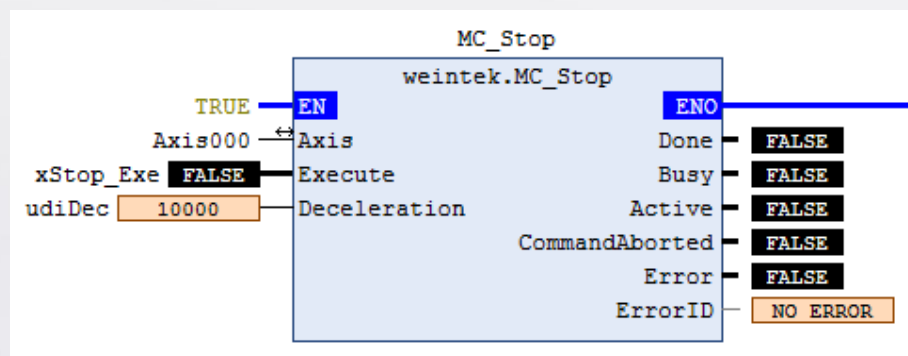 MC_Stop
weintek.MC_Stop
TRUE EN ENO
Axis000 Axis Done FALSE
xStop_Exe FALSE Execute Busy FALSE
udiDec 10000 Deceleration Active FALSE
CommandAborted FALSE
Error FALSE
ErrorID NO ERROR